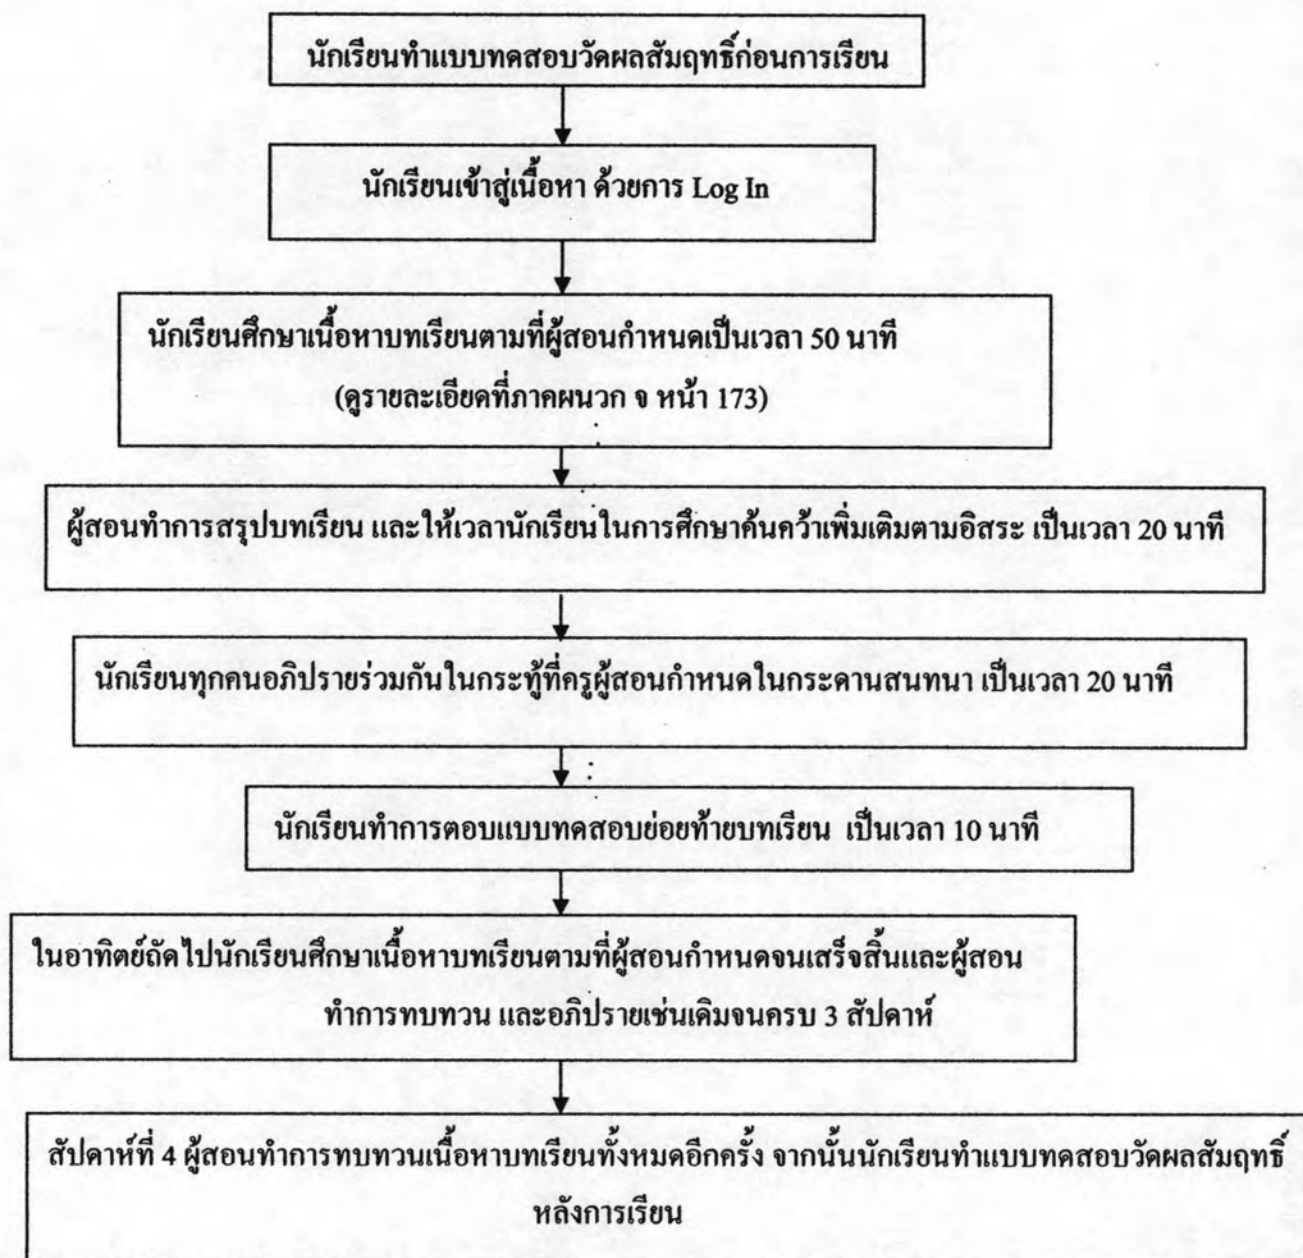 นักเรียนทำแบบทดสอบวัดผลสัมฤทธิ์ก่อนการเรียน
นักเรียนเข้าสู่เนื้อหา ด้วยการ Log In
นักเรียนศึกษาเนื้อหาบทเรียนตามที่ผู้สอนกำหนดเป็นเวลา 50 นาที
(ดูรายละเอียดที่ภาคผนวก จ หน้า 173)
ผู้สอนทำการสรุปบทเรียน และให้เวลานักเรียนในการศึกษาค้นคว้าเพิ่มเติมตามอิสระ เป็นเวลา 20 นาที
นักเรียนทุกคนอภิปรายร่วมกันในกระทู้ที่ครูผู้สอนกำหนดในกระดานสนทนา เป็นเวลา 20 นาที
นักเรียนทำการตอบแบบทดสอบย่อยท้ายบทเรียน เป็นเวลา 10 นาที
ในอาทิตย์ถัดไปนักเรียนศึกษาเนื้อหาบทเรียนตามที่ผู้สอนกำหนดจนเสร็จสิ้นและผู้สอน
ทำการทบทวน และอภิปรายเช่นเดิมจนครบ 3 สัปดาห์
สัปดาห์ที่ 4 ผู้สอนทำการทบทวนเนื้อหาบทเรียนทั้งหมดอีกครั้ง จากนั้นนักเรียนทำแบบทดสอบวัดผลสัมฤทธิ์
หลังการเรียน